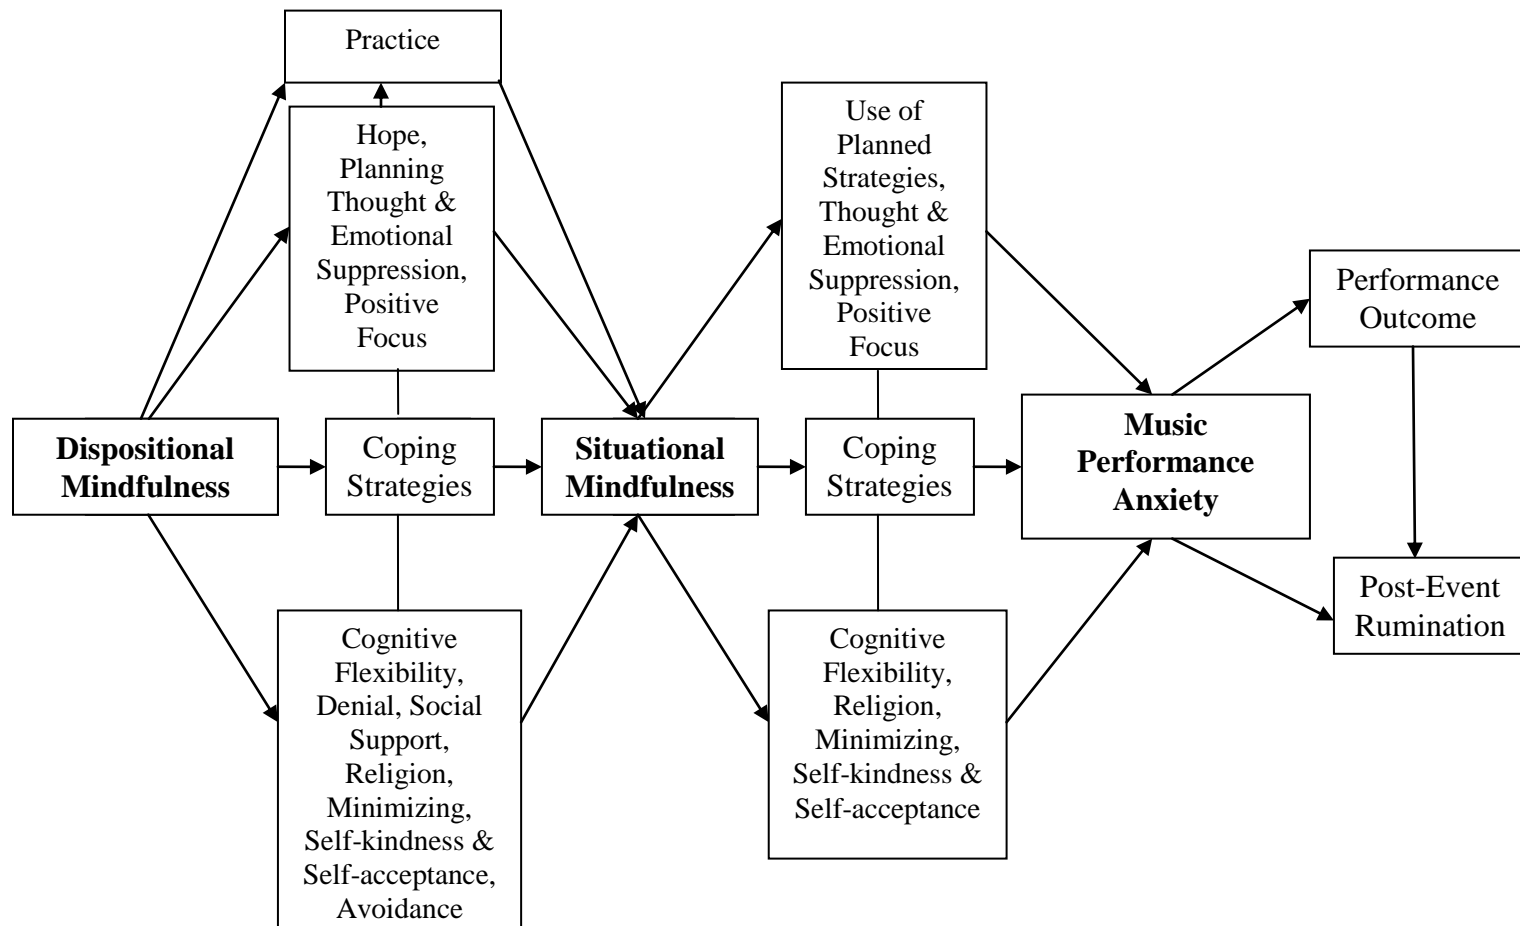 Practice
Hope,
Planning
Thought &
Emotional
Suppression,
Positive
Focus
Use of
Planned
Strategies,
Thought &
Emotional
Suppression,
Positive
Focus
Performance
Outcome
Dispositional
Mindfulness
Coping
Strategies
Situational
Mindfulness
Coping
Strategies
Music
Performance
Anxiety
Post-Event
Rumination
Cognitive
Flexibility,
Denial, Social
Support,
Religion,
Minimizing,
Self-kindness &
Self-acceptance,
Avoidance
Cognitive
Flexibility,
Religion,
Minimizing,
Self-kindness &
Self-acceptance